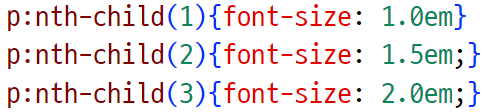 p:nth-child(1){font-size: 1.0em}
p:nth-child(2){font-size: 1.5em;}
p:nth-child(3){font-size: 2.0em;}